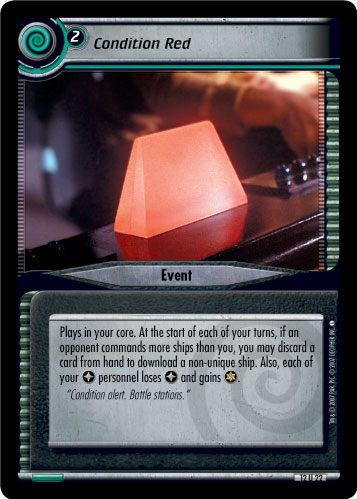 2
Condition Red
Event
Plays in your core. At the start of each of your turns, if an
opponent commands more ships than you, you may discard a
card from hand to download a non-unique ship. Also, each of
your personnel loses and gains .
"Condition alert. Battle stations."
12 U 27